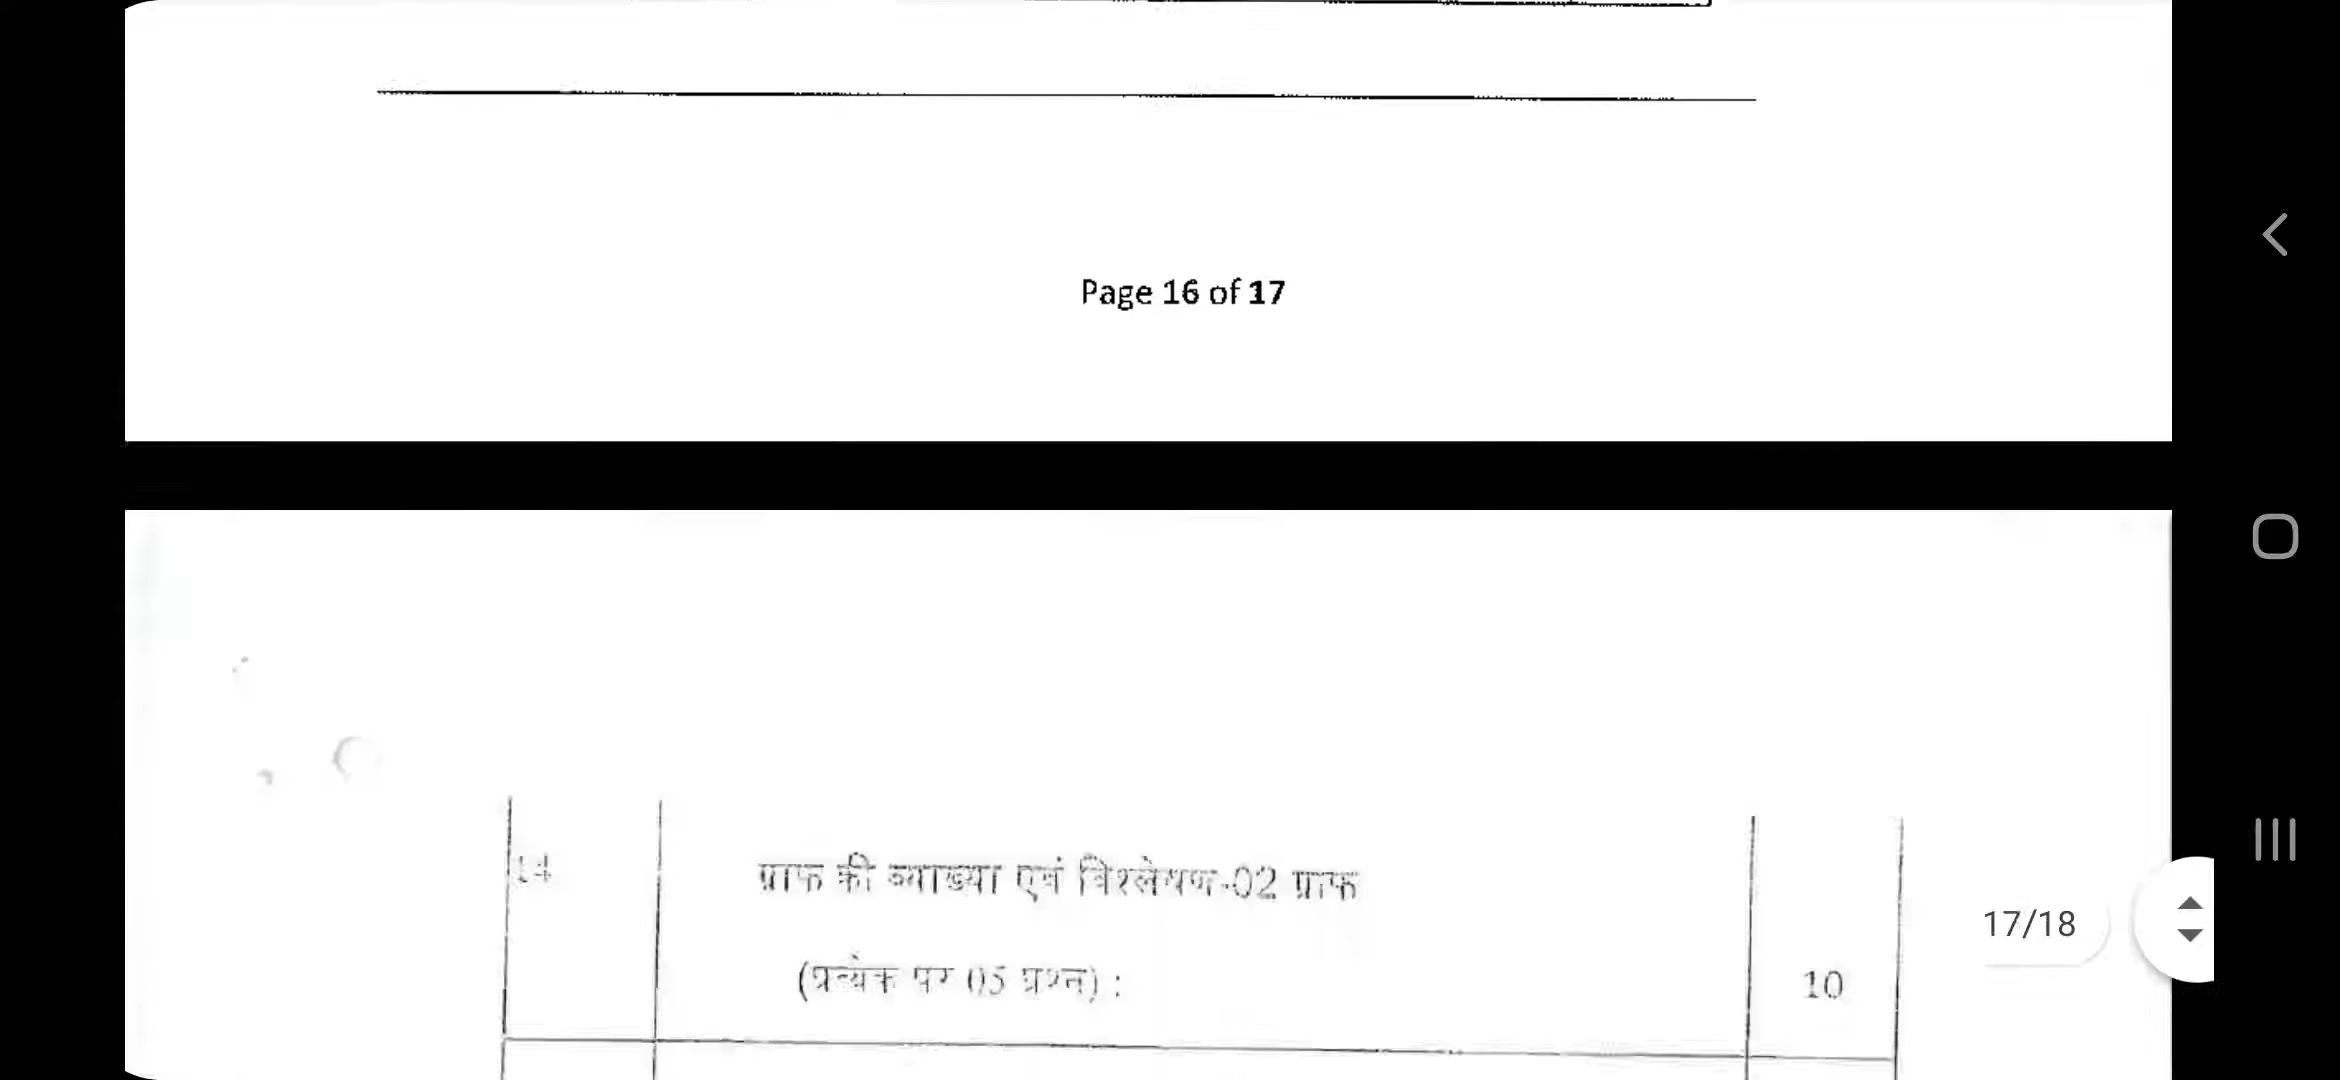 Page 16 of 17
14
ग्राफ की व्याख्या एवं विश्लेषण-02 ग्राफ
(प्रत्येक पर 05 प्रश्न) :
10
17/18